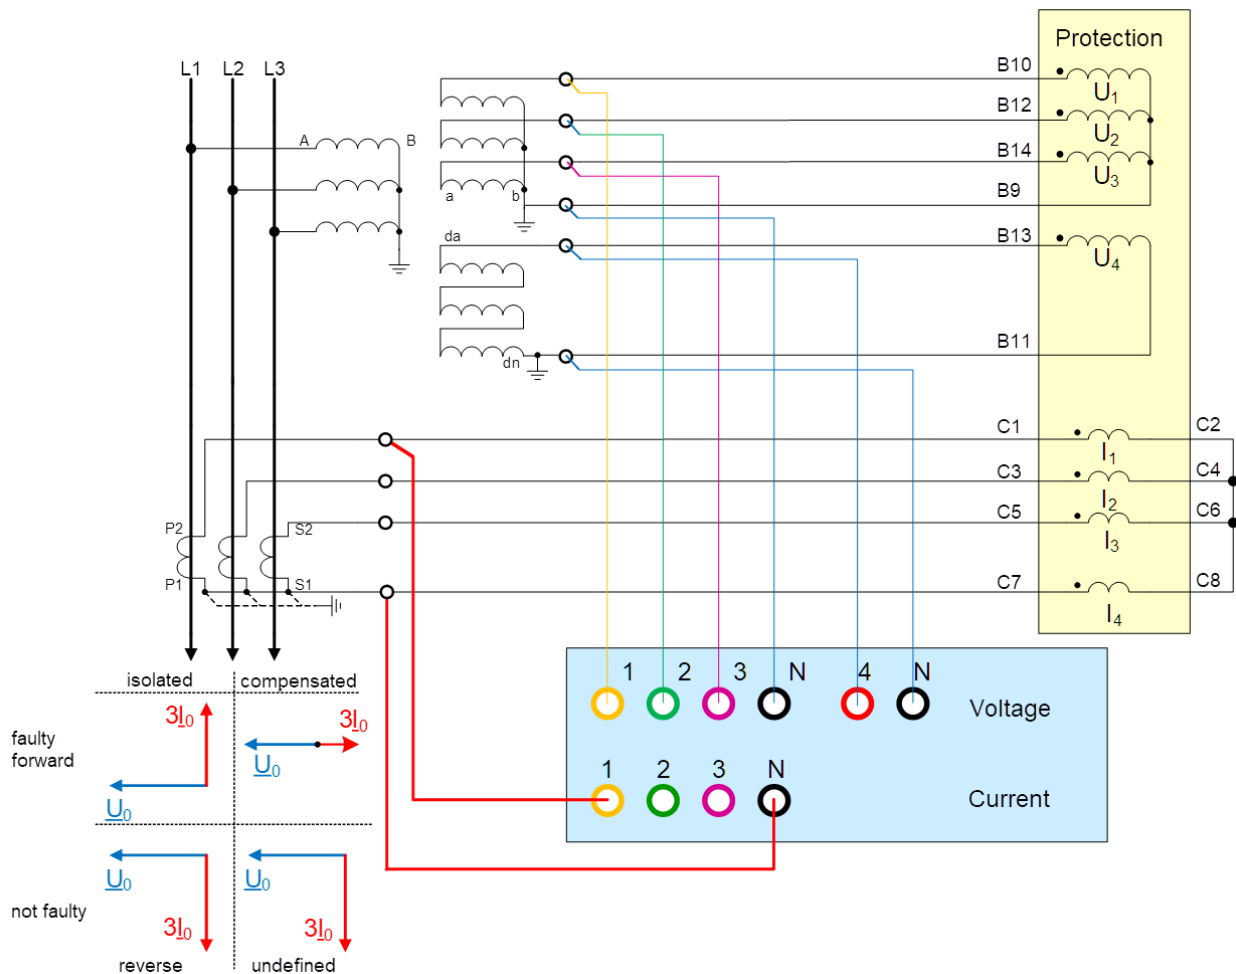 Protection
L1 L2 L3
B10
U1
A B
B12
U2
B14
U3
a b
B9
da
B13
U4
dn
B11
C1 C2
I1
C3 C4
I2
C5 C6
I3
P2 S2
P1 S1
C7 C8
I4
1 2 3 N 4 N
Voltage
1 2 3 N
Current
isolated compensated
faulty
forward
3I0
U0
3I0
U0
not faulty
U0
3I0
U0
3I0
reverse undefined